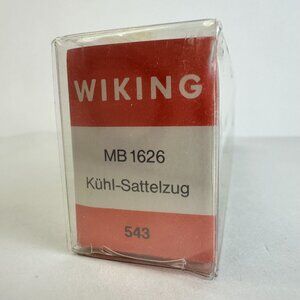 WIKING
MB 1626
Kühl-Sattelzug
543